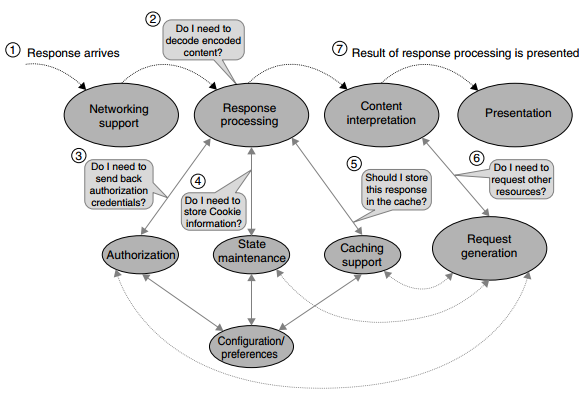 ① Response arrives
②
Do I need to
decode encoded
content?
⑦ Result of response processing is presented
Networking
support
Response
processing
Content
interpretation
Presentation
③
Do I need to
send back
authorization
credentials?
④
Do I need to
store Cookie
information?
⑤
Should I store
this response
in the cache?
⑥
Do I need to
request other
resources?
Authorization
State
maintenance
Caching
support
Request
generation
Configuration/
preferences